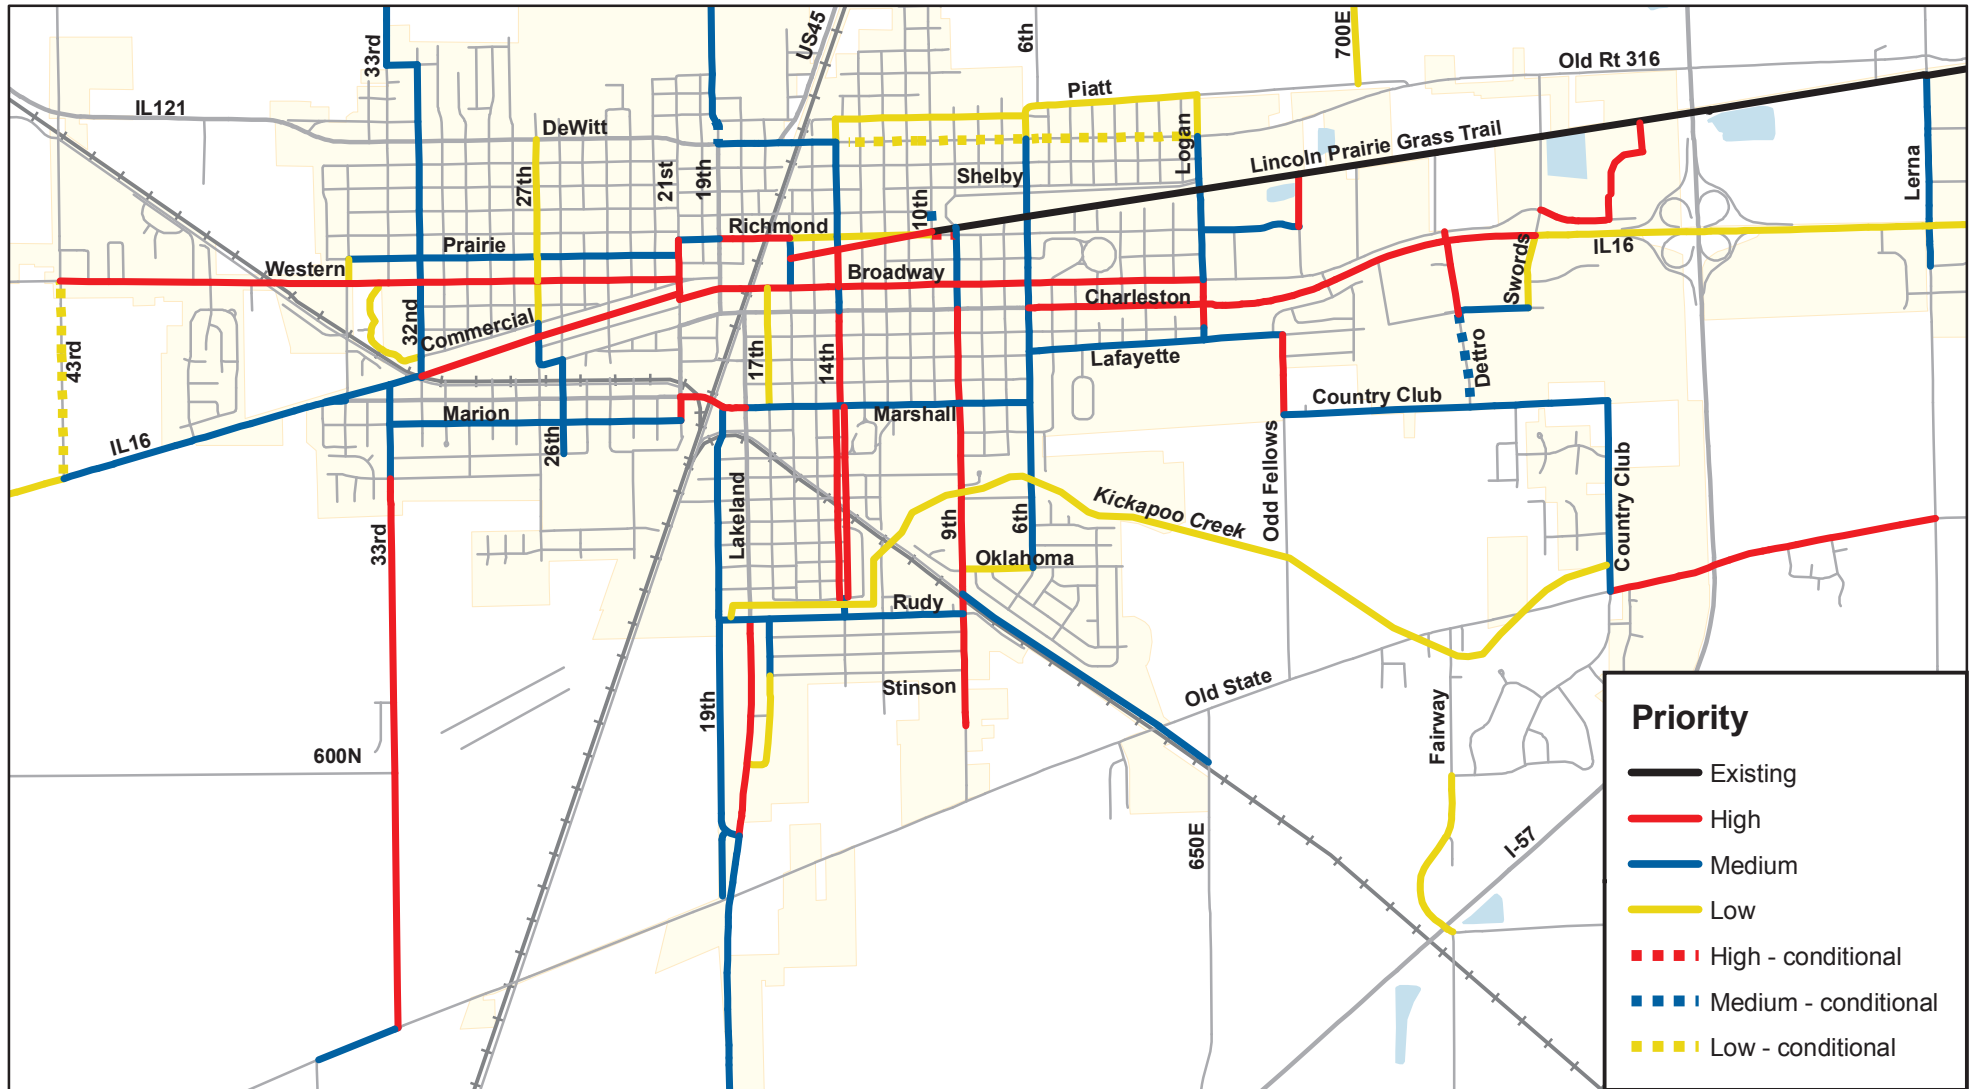 33rd
US45
6th
700E
Old Rt 316
Piatt
IL121
DeWitt
Logan
Lincoln Prairie Grass Trail
27th
21st
19th
Shelby
10th
Lerna
Richmond
Prairie
Western
Broadway
IL16
Swords
Charleston
32nd
Commercial
43rd
17th
14th
Lafayette
Dettro
Country Club
Marion
Marshall
IL16
26th
Odd Fellows
Country Club
Lakeland
9th
6th
Kickapoo Creek
33rd
Oklahoma
Rudy
Stinson
Old State
19th
Fairway
600N
650E
I-57
Priority
Existing
High
Medium
Low
High - conditional
Medium - conditional
Low - conditional